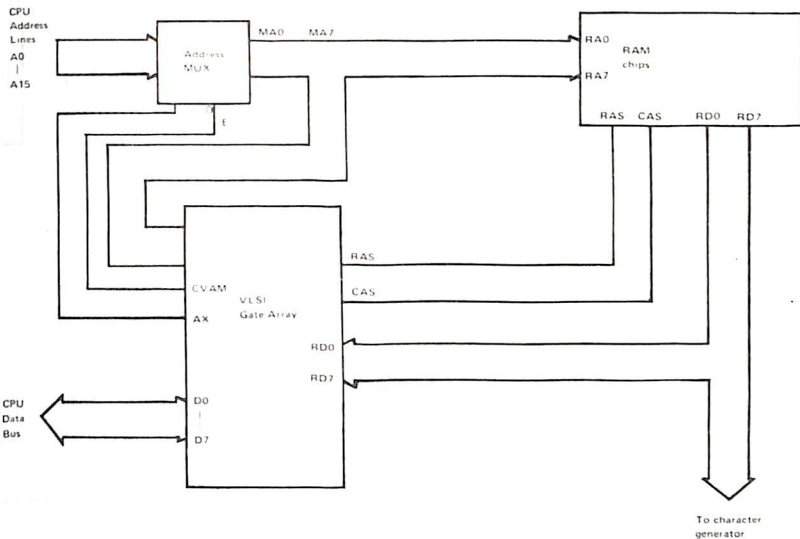 CPU
Address
Lines
A0
A15
Address
MUX
E
MA0 MA7
RA0
RA7
RAM
chips
RAS CAS RD0 RD7
RAS
CAS
CVAM
AX
VLSI
Gate Array
RD0
RD7
CPU
Data
Bus
D0
D7
To character
generator